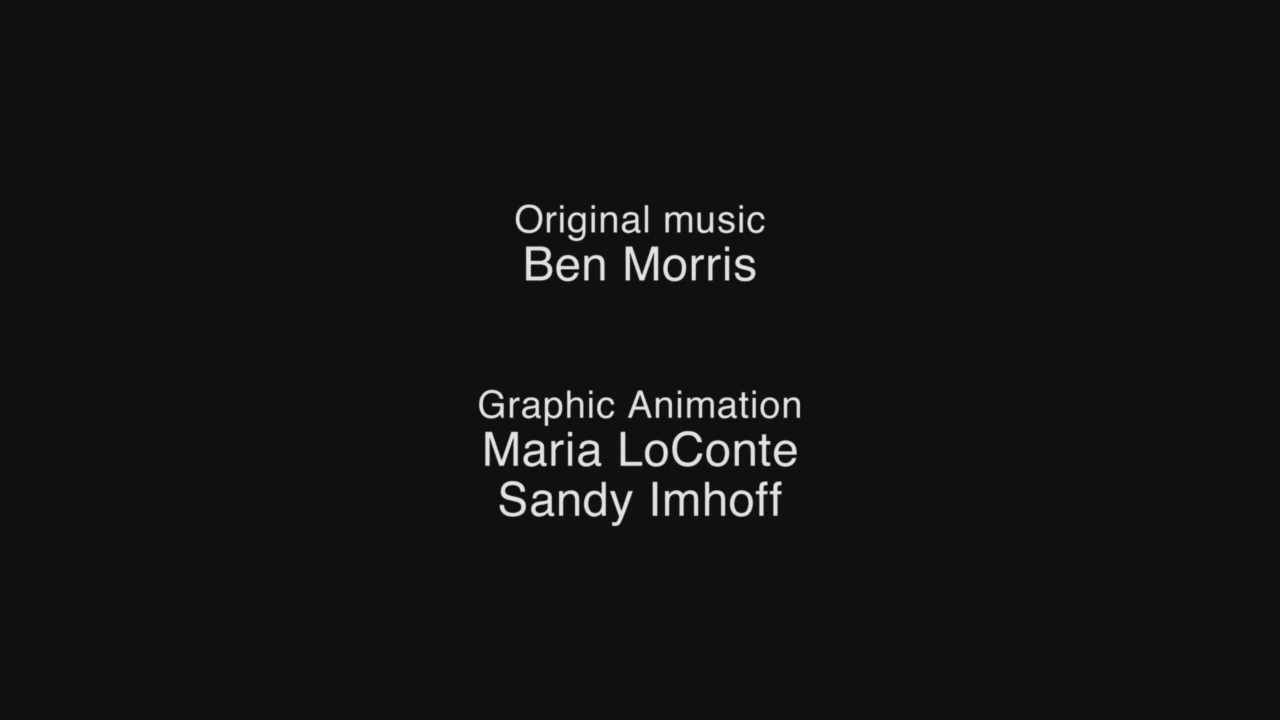 Original music
Ben Morris
Graphic Animation
Maria LoConte
Sandy Imhoff